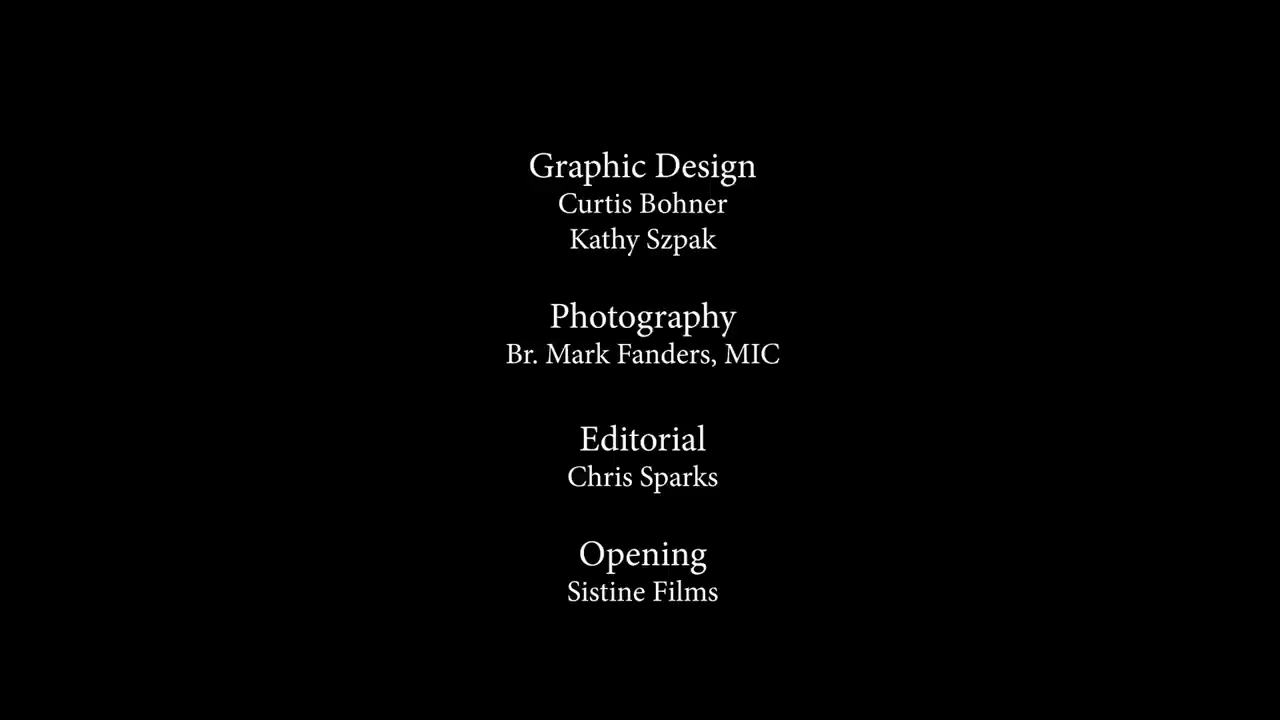 Graphic Design
Curtis Bohner
Kathy Szpak
Photography
Br. Mark Fanders, MIC
Editorial
Chris Sparks
Opening
Sistine Films